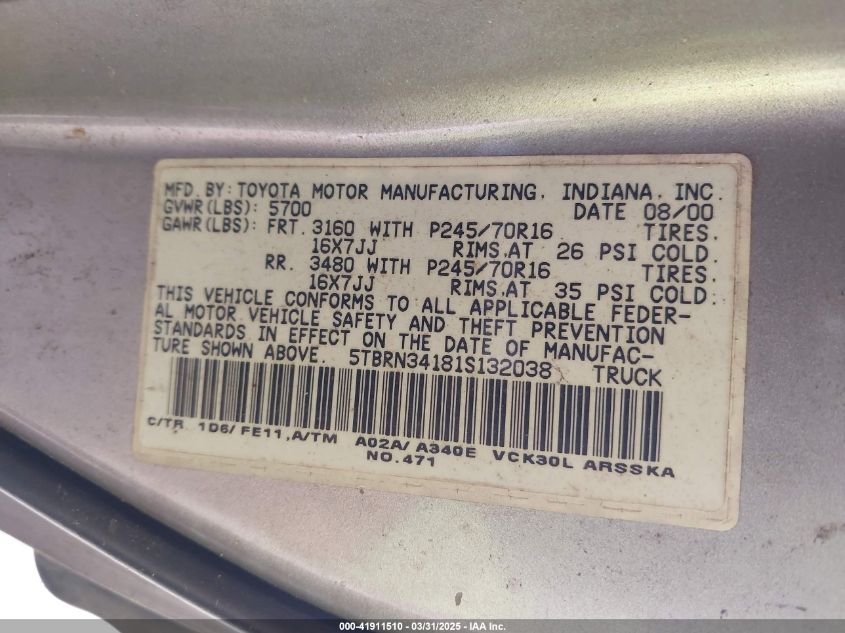 MFD. BY: TOYOTA MOTOR MANUFACTURING, INDIANA, INC.
GVWR(LBS): 5700 DATE 08/00
GAWR(LBS): FRT. 3160 WITH P245/70R16 TIRES.
16X7JJ RIMS.AT 26 PSI COLD.
RR. 3480 WITH P245/70R16 TIRES.
16X7JJ RIMS.AT 35 PSI COLD.
THIS VEHICLE CONFORMS TO ALL APPLICABLE FEDER-
AL MOTOR VEHICLE SAFETY AND THEFT PREVENTION
STANDARDS IN EFFECT ON THE DATE OF MANUFAC-
TURE SHOWN ABOVE. 5TBRN34181S132038 TRUCK
C/TR 1D6/ FE11,A/TM A02A/ A340E VCK30L ARSSKA
NO.471
000-41911510 - 03/31/2025 - IAA Inc.